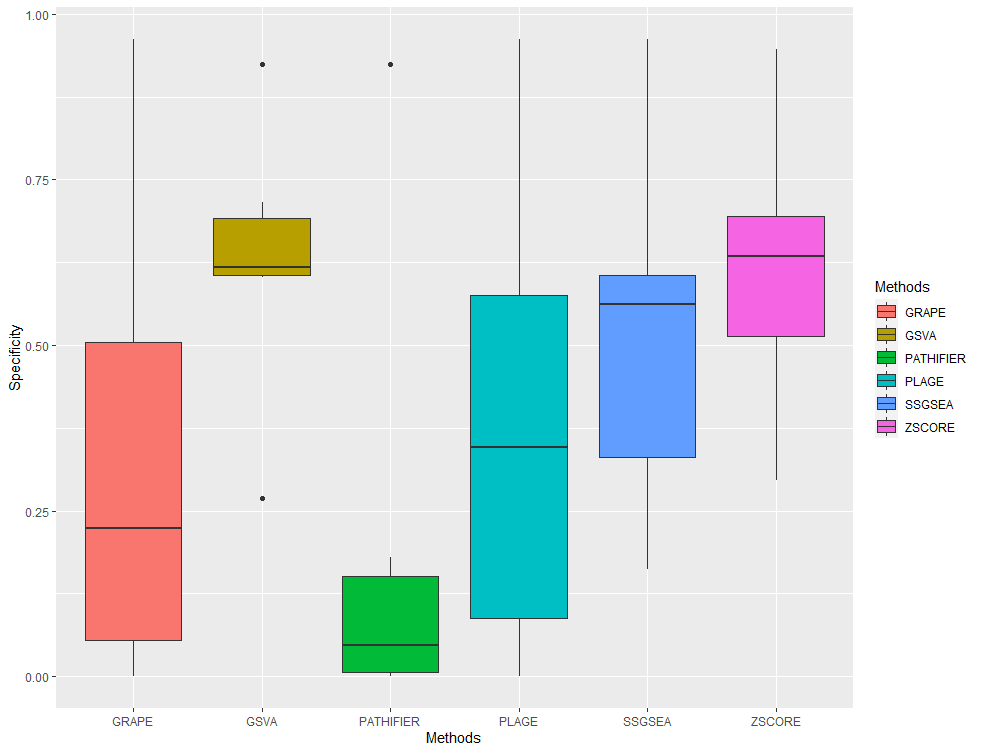 1.00
0.75
0.50
0.25
0.00
Specificity
GRAPE GSVA PATHIFIER PLAGE SSGSEA ZSCORE
Methods
Methods
GRAPE
GSVA
PATHIFIER
PLAGE
SSGSEA
ZSCORE